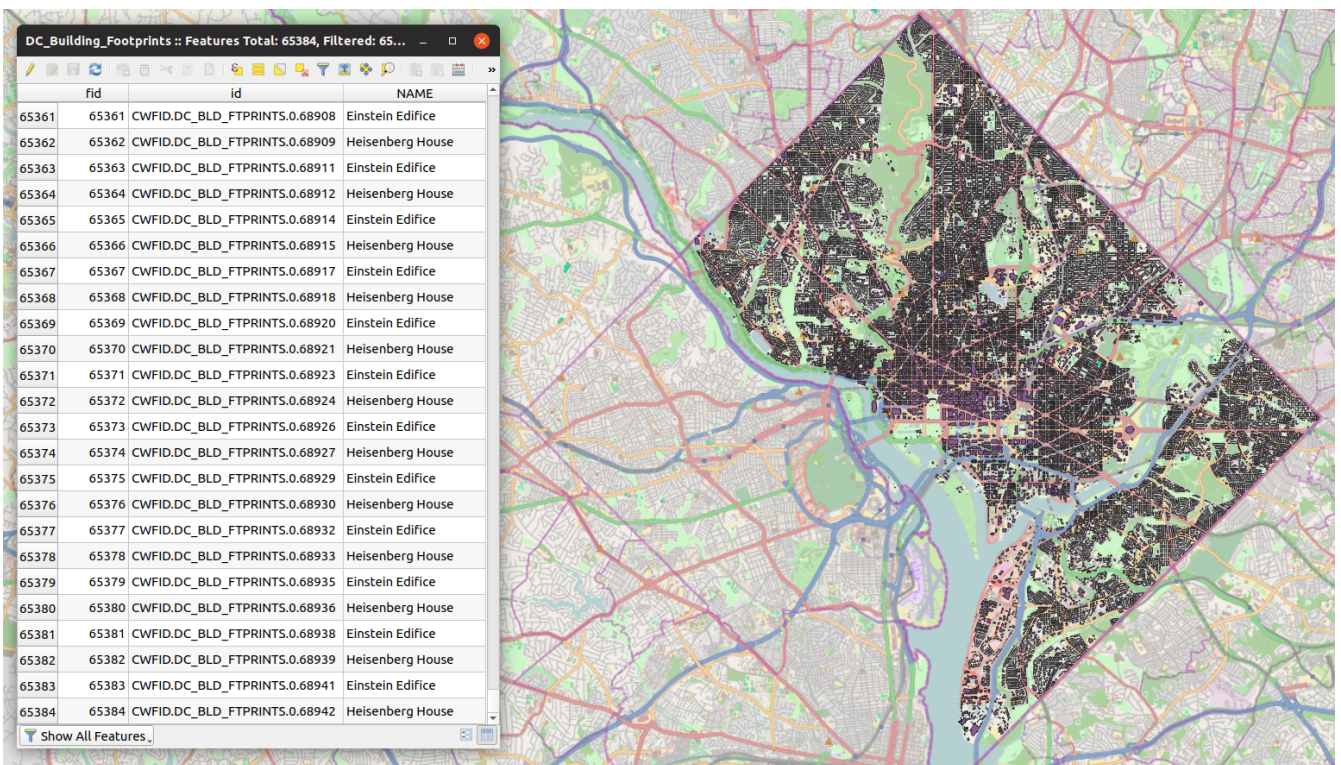 DC_Building_Footprints :: Features Total: 65384, Filtered: 65...
»
fid id NAME
65361 65361 CWFID.DC_BLD_FTPRINTS.0.68908 Einstein Edifice
65362 65362 CWFID.DC_BLD_FTPRINTS.0.68909 Heisenberg House
65363 65363 CWFID.DC_BLD_FTPRINTS.0.68911 Einstein Edifice
65364 65364 CWFID.DC_BLD_FTPRINTS.0.68912 Heisenberg House
65365 65365 CWFID.DC_BLD_FTPRINTS.0.68914 Einstein Edifice
65366 65366 CWFID.DC_BLD_FTPRINTS.0.68915 Heisenberg House
65367 65367 CWFID.DC_BLD_FTPRINTS.0.68917 Einstein Edifice
65368 65368 CWFID.DC_BLD_FTPRINTS.0.68918 Heisenberg House
65369 65369 CWFID.DC_BLD_FTPRINTS.0.68920 Einstein Edifice
65370 65370 CWFID.DC_BLD_FTPRINTS.0.68921 Heisenberg House
65371 65371 CWFID.DC_BLD_FTPRINTS.0.68923 Einstein Edifice
65372 65372 CWFID.DC_BLD_FTPRINTS.0.68924 Heisenberg House
65373 65373 CWFID.DC_BLD_FTPRINTS.0.68926 Einstein Edifice
65374 65374 CWFID.DC_BLD_FTPRINTS.0.68927 Heisenberg House
65375 65375 CWFID.DC_BLD_FTPRINTS.0.68929 Einstein Edifice
65376 65376 CWFID.DC_BLD_FTPRINTS.0.68930 Heisenberg House
65377 65377 CWFID.DC_BLD_FTPRINTS.0.68932 Einstein Edifice
65378 65378 CWFID.DC_BLD_FTPRINTS.0.68933 Heisenberg House
65379 65379 CWFID.DC_BLD_FTPRINTS.0.68935 Einstein Edifice
65380 65380 CWFID.DC_BLD_FTPRINTS.0.68936 Heisenberg House
65381 65381 CWFID.DC_BLD_FTPRINTS.0.68938 Einstein Edifice
65382 65382 CWFID.DC_BLD_FTPRINTS.0.68939 Heisenberg House
65383 65383 CWFID.DC_BLD_FTPRINTS.0.68941 Einstein Edifice
65384 65384 CWFID.DC_BLD_FTPRINTS.0.68942 Heisenberg House
Show All Features